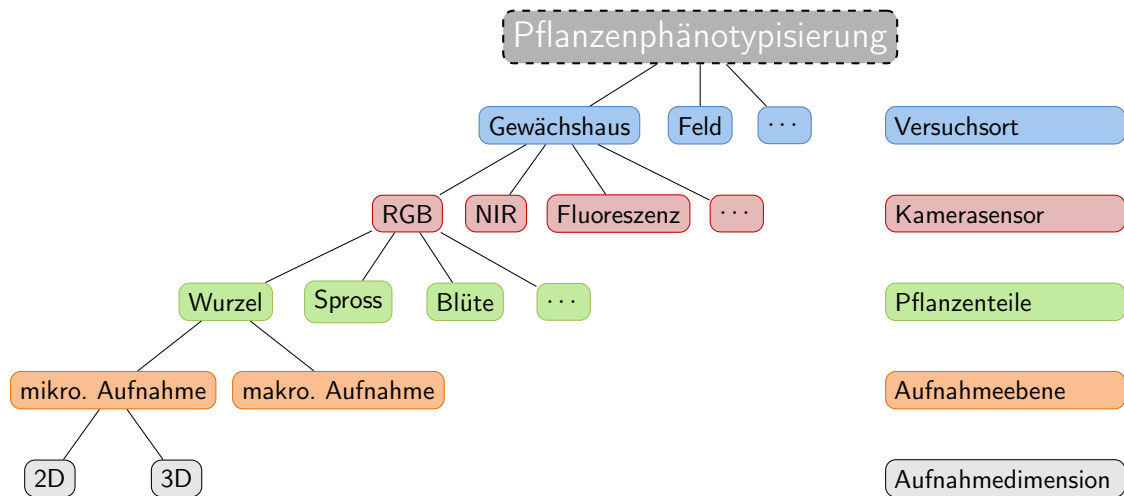 Pflanzenphänotypisierung
Gewächshaus Feld ··· Versuchsort
RGB NIR Fluoreszenz ··· Kamerasensor
Wurzel Spross Blüte ··· Pflanzenteile
mikro. Aufnahme makro. Aufnahme Aufnahmeebene
2D 3D Aufnahmedimension